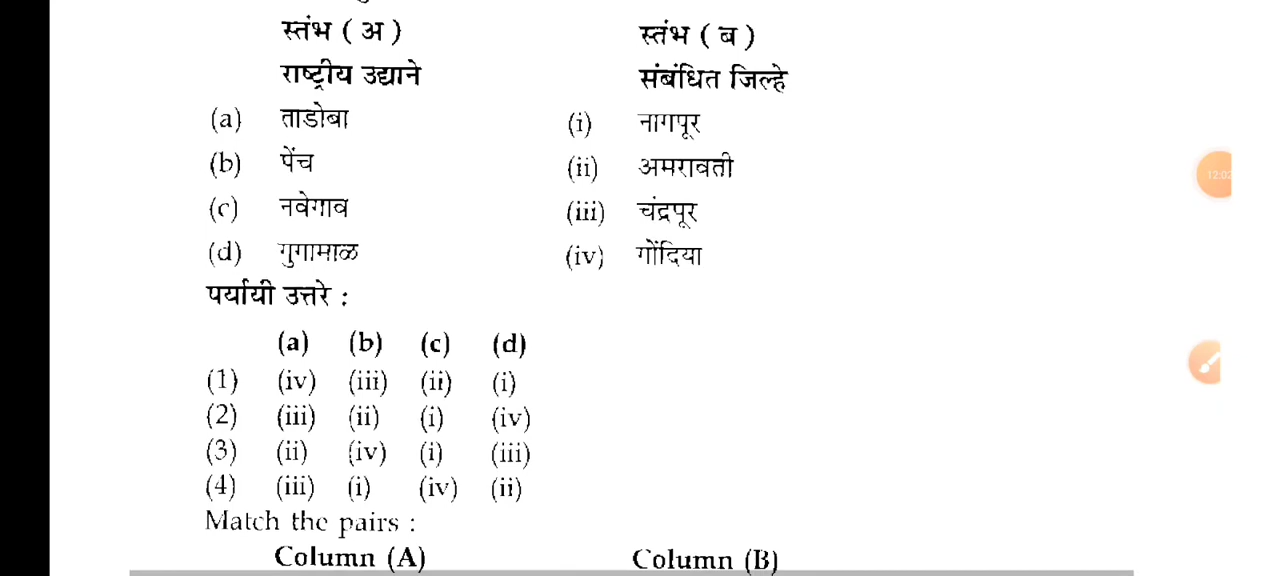 स्तंभ ( अ ) स्तंभ ( ब )
राष्ट्रीय उद्याने संबंधित जिल्हे
(a) ताडोबा (i) नागपूर
(b) पेंच (ii) अमरावती
(c) नवेगाव (iii) चंद्रपूर
(d) गुगामाळ (iv) गोंदिया
पर्यायी उत्तरे :
(a) (b) (c) (d)
(1) (iv) (iii) (ii) (i)
(2) (iii) (ii) (i) (iv)
(3) (ii) (iv) (i) (iii)
(4) (iii) (i) (iv) (ii)
Match the pairs :
Column (A) Column (B)